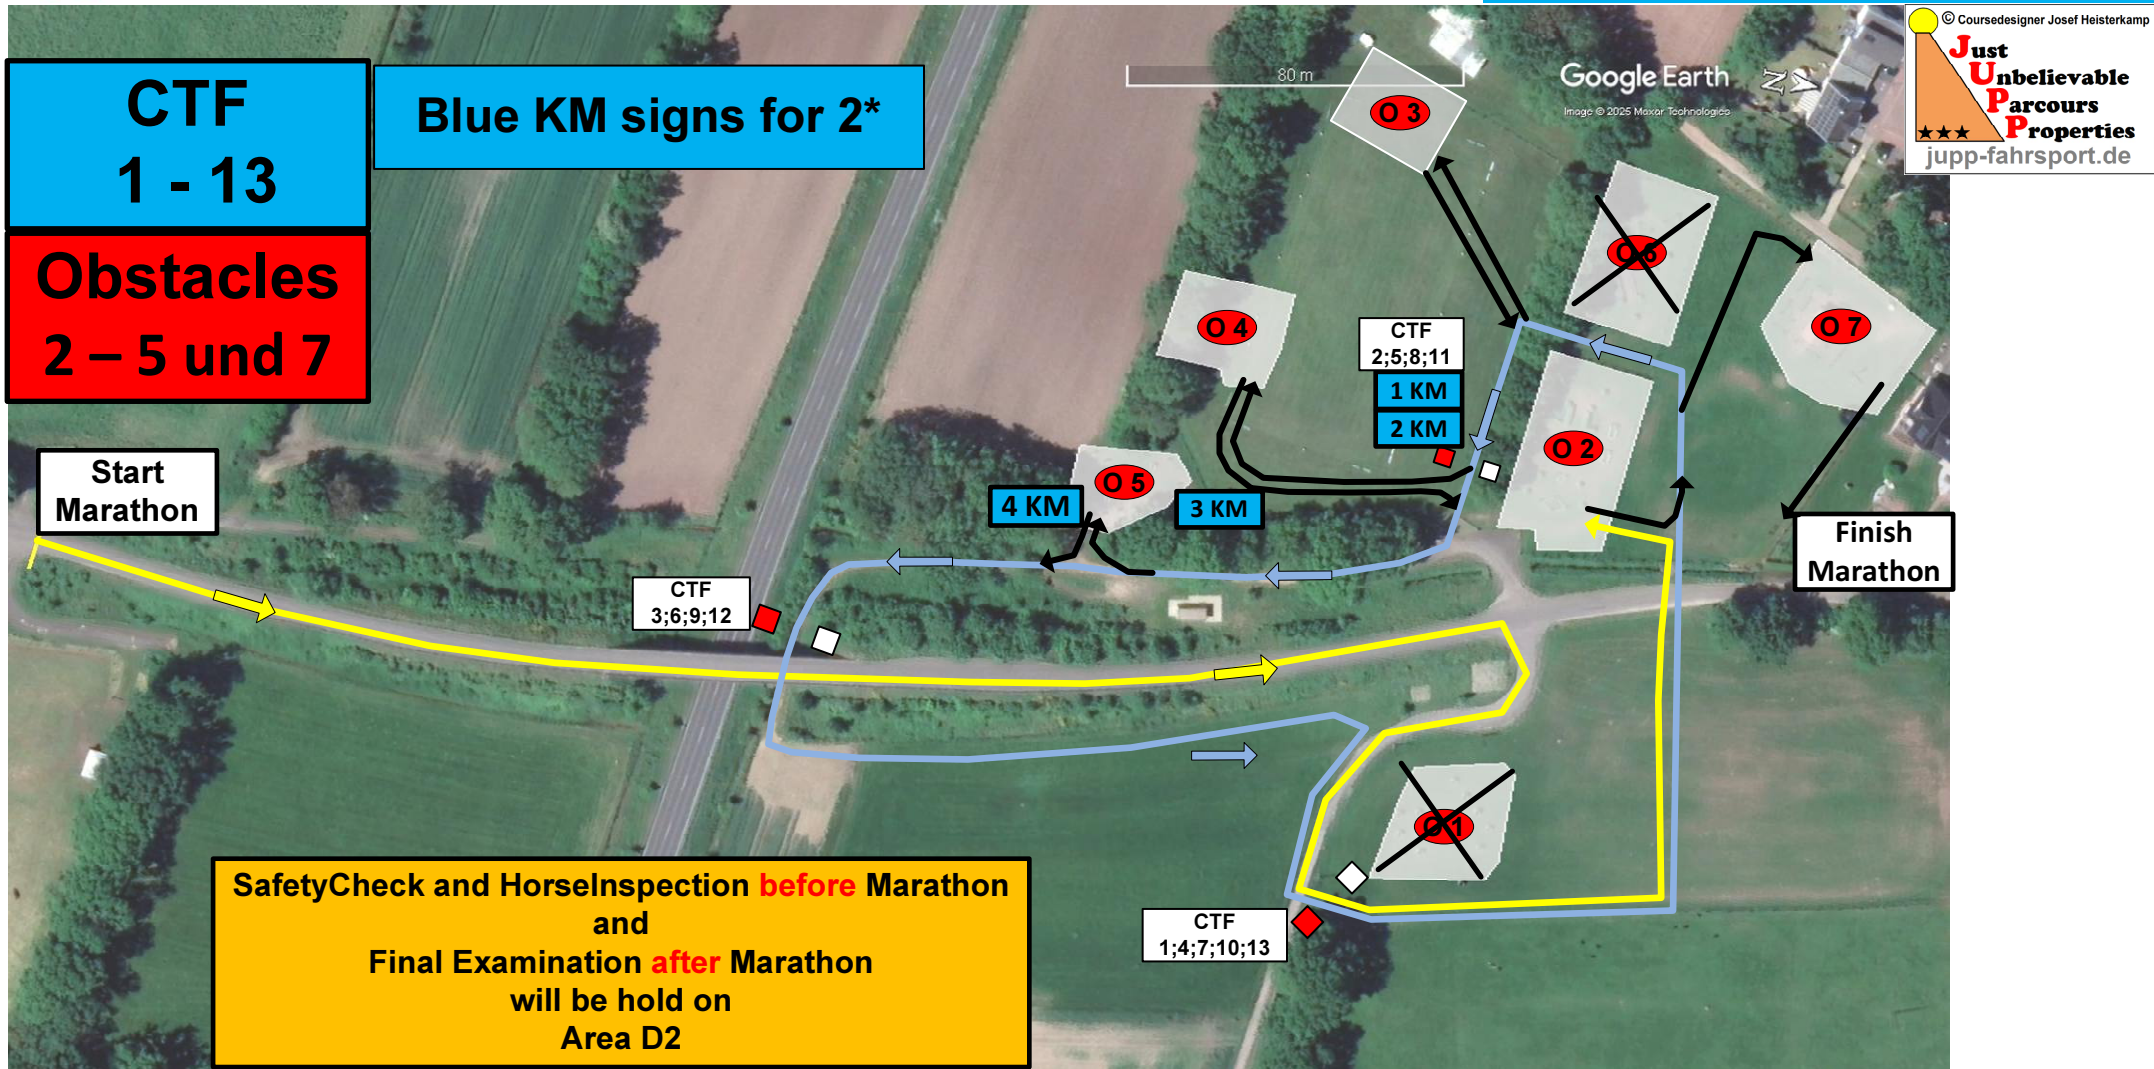 © Coursedesigner Josef Heisterkamp
Just
Unbelievable
Parcours
Properties
jupp-fahrsport.de
CTF
1 - 13
Blue KM signs for 2*
Obstacles
2 – 5 und 7
80 m
Google Earth
Image © 2025 Maxar Technologies
N
O 3
O 6
O 4
O 7
CTF
2;5;8;11
1 KM
2 KM
O 2
Start
Marathon
O 5
4 KM
3 KM
Finish
Marathon
CTF
3;6;9;12
O 1
CTF
1;4;7;10;13
SafetyCheck and HorseInspection before Marathon
and
Final Examination after Marathon
will be hold on
Area D2